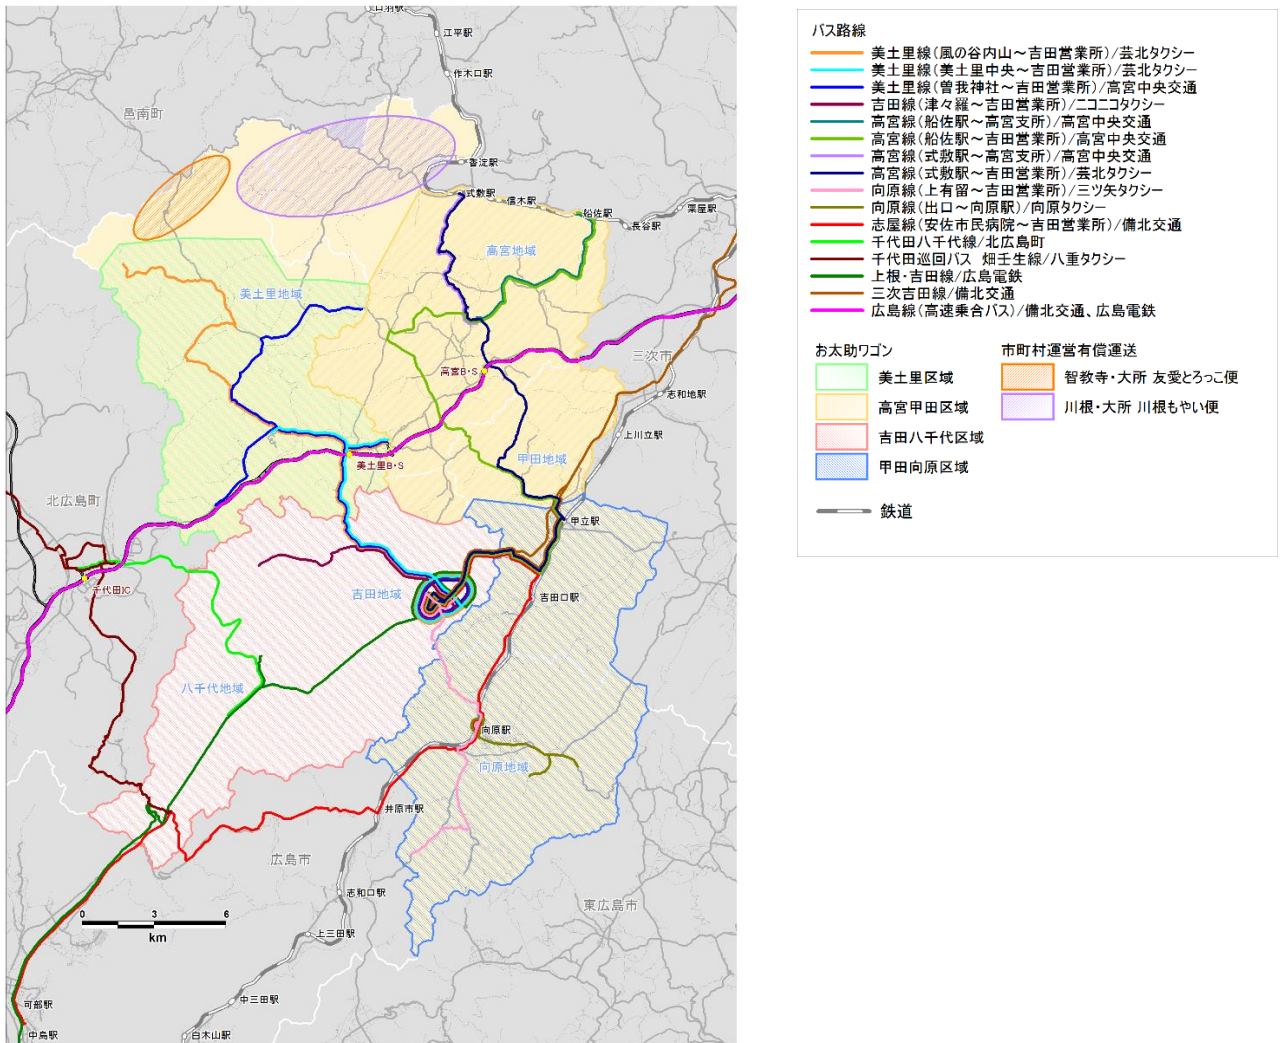 口羽駅
江平駅
作木口駅
邑南町
香淀駅
式敷駅
信木駅
船佐駅
粟屋駅
長谷駅
高宮地域
美土里地域
三次市
高宮B・S
志和地駅
上川立駅
甲田地域
美土里B・S
北広島町
甲立駅
千代田IC
吉田地域
吉田口駅
八千代地域
向原駅
向原地域
井原市駅
広島市
志和口駅
東広島市
0 3 6
km
上三田駅
中三田駅
可部駅
中島駅
白木山駅
バス路線
美土里線(風の谷内山～吉田営業所)/芸北タクシー
美土里線(美土里中央～吉田営業所)/芸北タクシー
美土里線(曽我神社～吉田営業所)/高宮中央交通
吉田線(津々羅～吉田営業所)/ニコニコタクシー
高宮線(船佐駅～高宮支所)/高宮中央交通
高宮線(船佐駅～吉田営業所)/高宮中央交通
高宮線(式敷駅～高宮支所)/高宮中央交通
高宮線(式敷駅～吉田営業所)/芸北タクシー
向原線(上有留～吉田営業所)/三ツ矢タクシー
向原線(出口～向原駅)/向原タクシー
志屋線(安佐市民病院～吉田営業所)/備北交通
千代田八千代線/北広島町
千代田巡回バス 畑壬生線/八重タクシー
上根・吉田線/広島電鉄
三次吉田線/備北交通
広島線(高速乗合バス)/備北交通、広島電鉄
お太助ワゴン
美土里区域
高宮甲田区域
吉田八千代区域
甲田向原区域
市町村運営有償運送
智教寺・大所 友愛とろっこ便
川根・大所 川根もやい便
鉄道